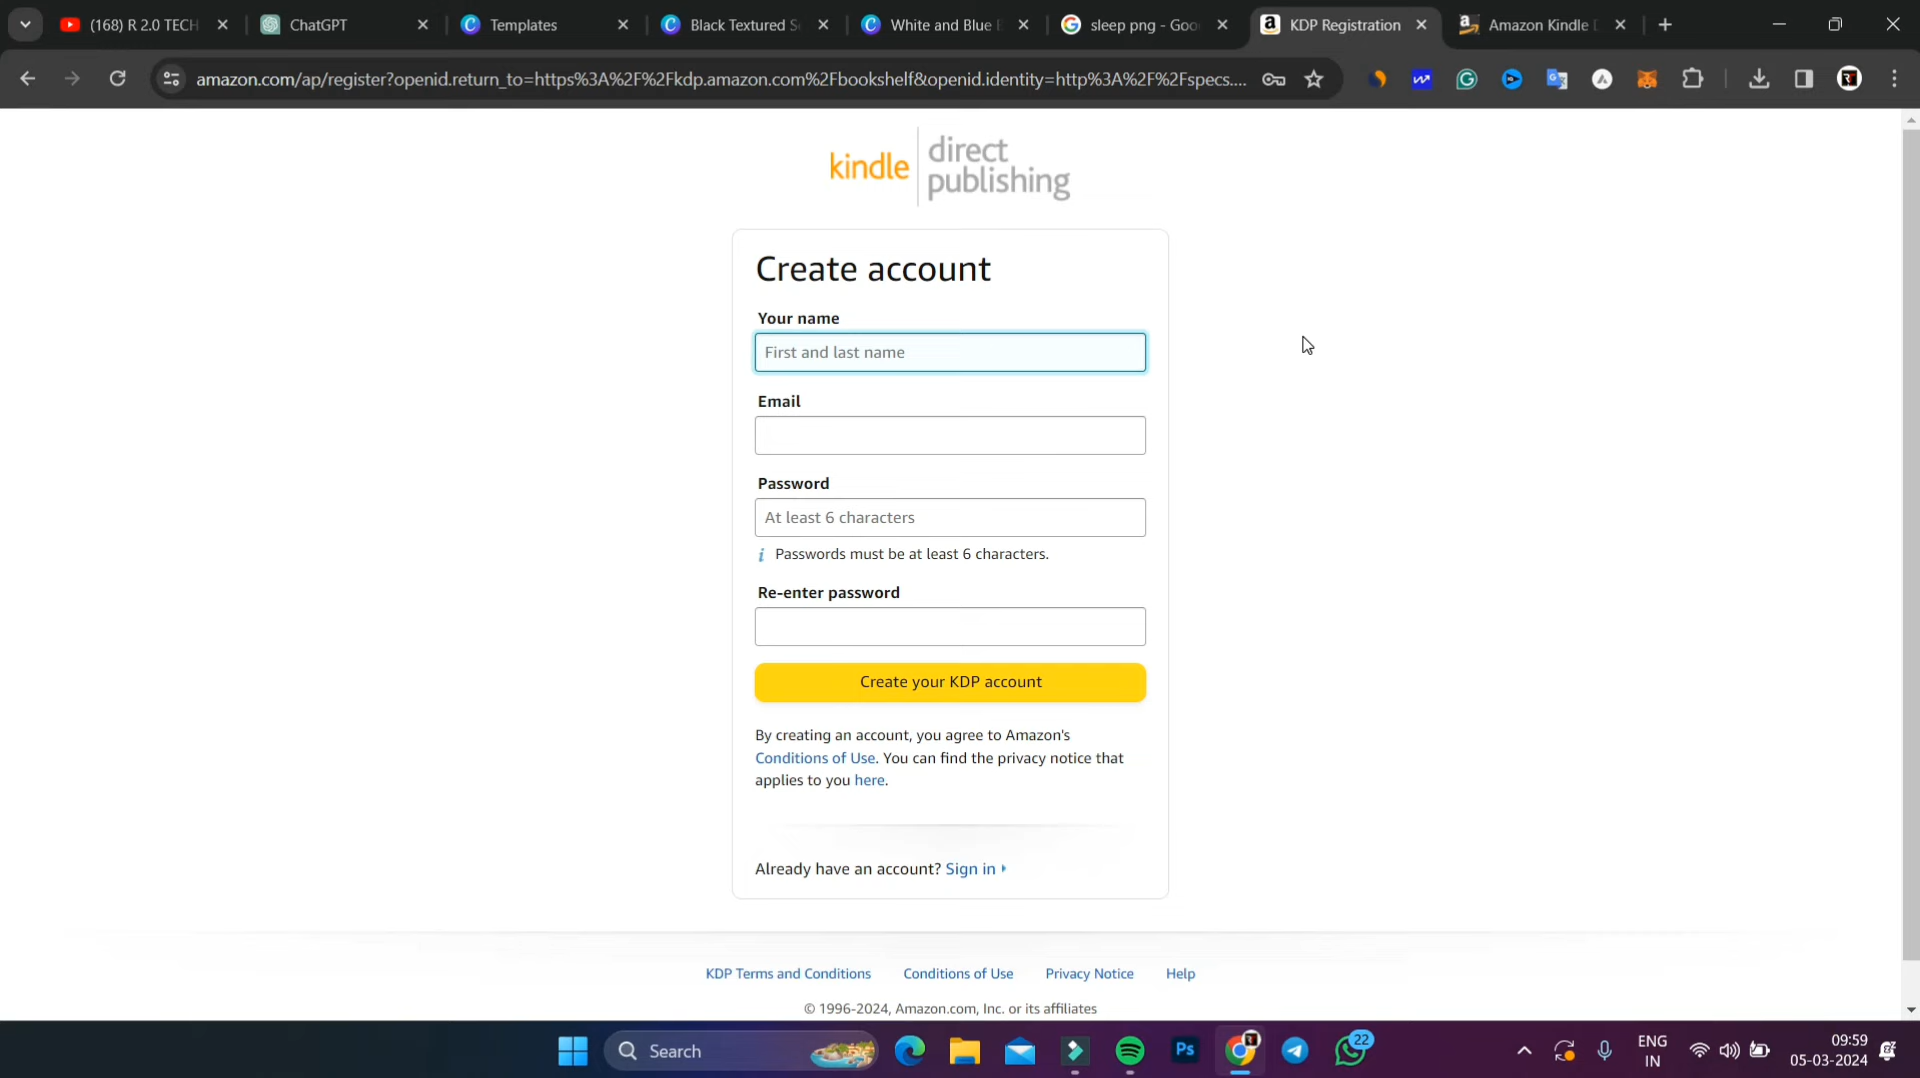 (168) R 2.0 TECH
ChatGPT
Templates
Black Textured S
White and Blue E
sleep png - Goo
KDP Registration
Amazon Kindle D
amazon.com/ap/register?openid.return_to=https%3A%2F%2Fkdp.amazon.com%2Fbookshelf&openid.identity=http%3A%2F%2Fspecs....
kindle direct publishing
Create account
Your name
First and last name
Email
Password
At least 6 characters
i Passwords must be at least 6 characters.
Re-enter password
Create your KDP account
By creating an account, you agree to Amazon's
Conditions of Use. You can find the privacy notice that
applies to you here.
Already have an account? Sign in
KDP Terms and Conditions Conditions of Use Privacy Notice Help
© 1996-2024, Amazon.com, Inc. or its affiliates
Search
Ps
22
ENG
IN
09:59
05-03-2024